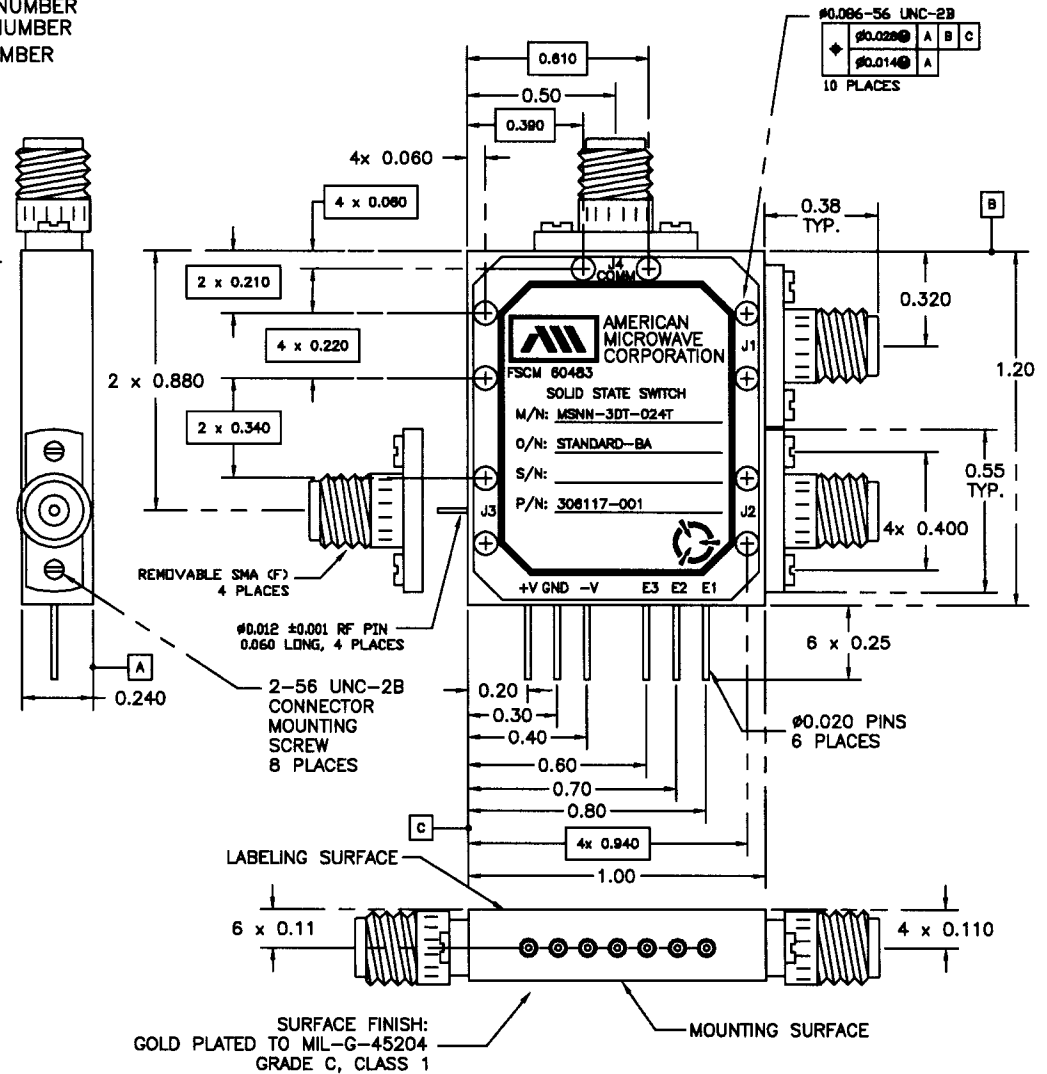 NUMBER
NUMBER
MBER
ø0.086-56 UNC-2B
ø0.028Ⓜ A B C
ø0.014Ⓜ A
10 PLACES
0.610
0.50
0.390
4x 0.060
4 x 0.060
0.38
TYP.
B
2 x 0.210
4 x 0.220
2 x 0.880
2 x 0.340
0.320
1.20
0.55
TYP.
4x 0.400
J4
COMM
AMERICAN
MICROWAVE
CORPORATION
FSCM 60483
SOLID STATE SWITCH
M/N: MSNN-3DT-024T
O/N: STANDARD-BA
S/N:
P/N: 306117-001
J1
J2
J3
REMOVABLE SMA (F)
4 PLACES
+V GND -V E3 E2 E1
ø0.012 ±0.001 RF PIN
0.060 LONG, 4 PLACES
6 x 0.25
A
0.240
2-56 UNC-2B
CONNECTOR
MOUNTING
SCREW
8 PLACES
0.20
0.30
0.40
0.60
0.70
0.80
ø0.020 PINS
6 PLACES
C
4x 0.940
1.00
LABELING SURFACE
6 x 0.11
4 x 0.110
SURFACE FINISH:
GOLD PLATED TO MIL-G-45204
GRADE C, CLASS 1
MOUNTING SURFACE